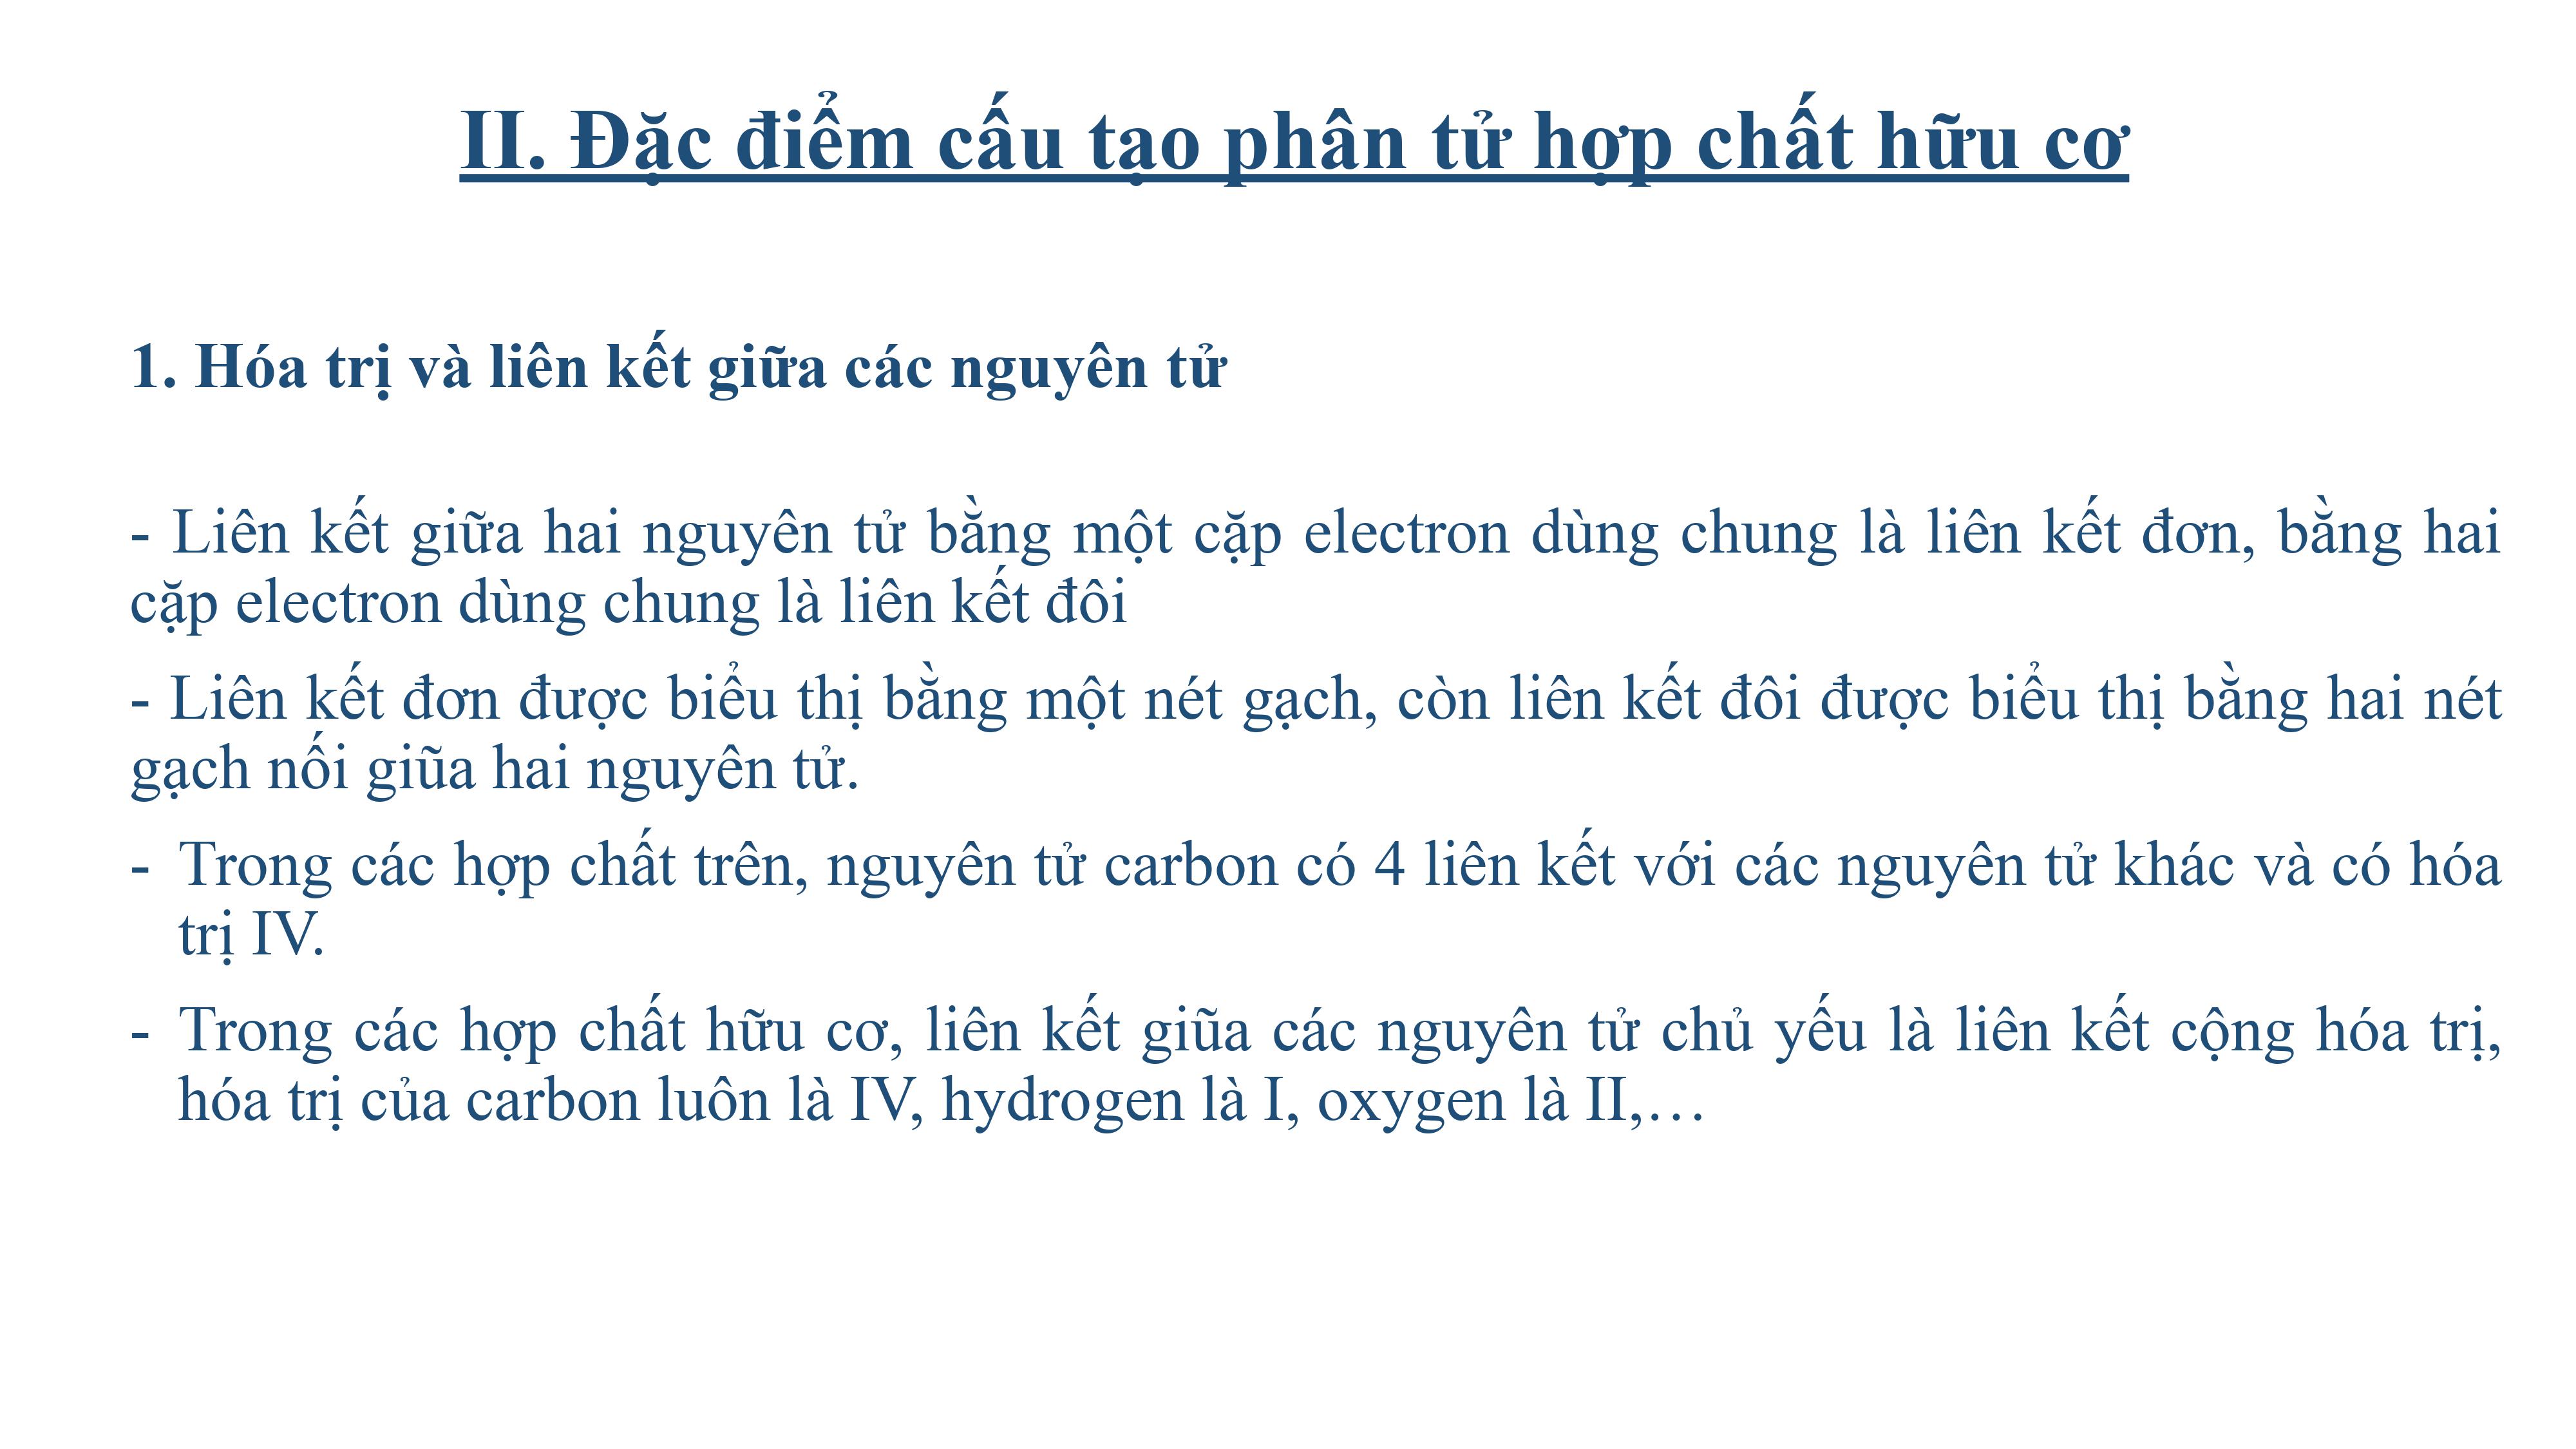 II. Đặc điểm cấu tạo phân tử hợp chất hữu cơ
1. Hóa trị và liên kết giữa các nguyên tử
- Liên kết giữa hai nguyên tử bằng một cặp electron dùng chung là liên kết đơn, bằng hai
cặp electron dùng chung là liên kết đôi
- Liên kết đơn được biểu thị bằng một nét gạch, còn liên kết đôi được biểu thị bằng hai nét
gạch nối giũa hai nguyên tử.
- Trong các hợp chất trên, nguyên tử carbon có 4 liên kết với các nguyên tử khác và có hóa
trị IV.
- Trong các hợp chất hữu cơ, liên kết giũa các nguyên tử chủ yếu là liên kết cộng hóa trị,
hóa trị của carbon luôn là IV, hydrogen là I, oxygen là II,…